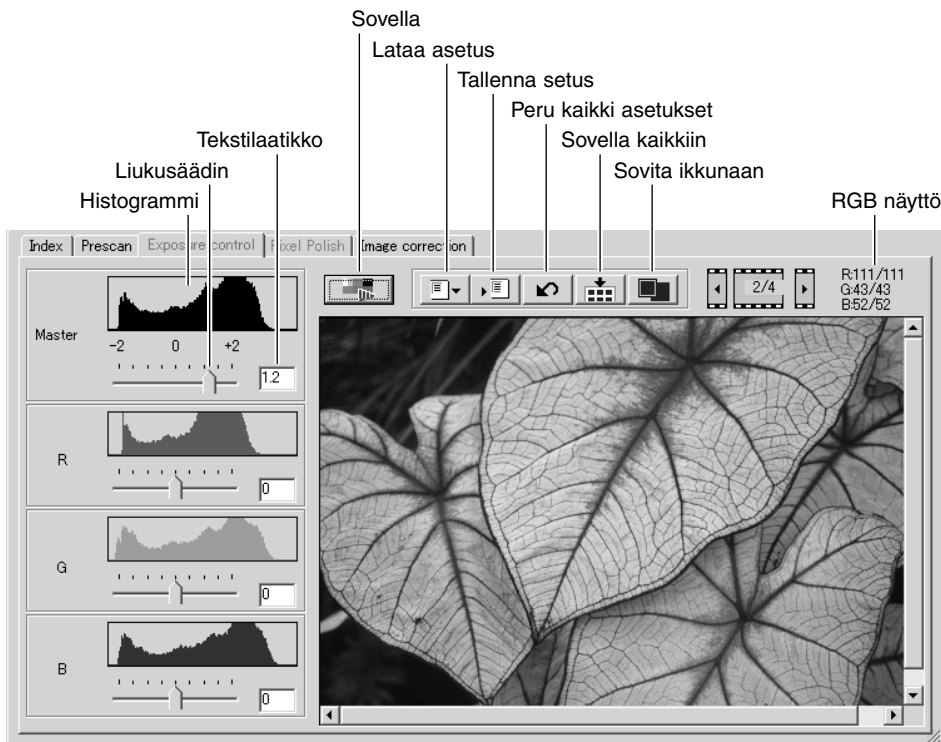 Sovella
Lataa asetus
Tallenna setus
Peru kaikki asetukset
Tekstilaatikko
Sovella kaikkiin
Liukusäädin
Sovita ikkunaan
Histogrammi
RGB näyttö
Index
Prescan
Exposure control
Pixel Polish
Image correction
Master
-2 0 +2
1.2
2/4
R:111/111
G:43/43
B:52/52
R
0
G
0
B
0